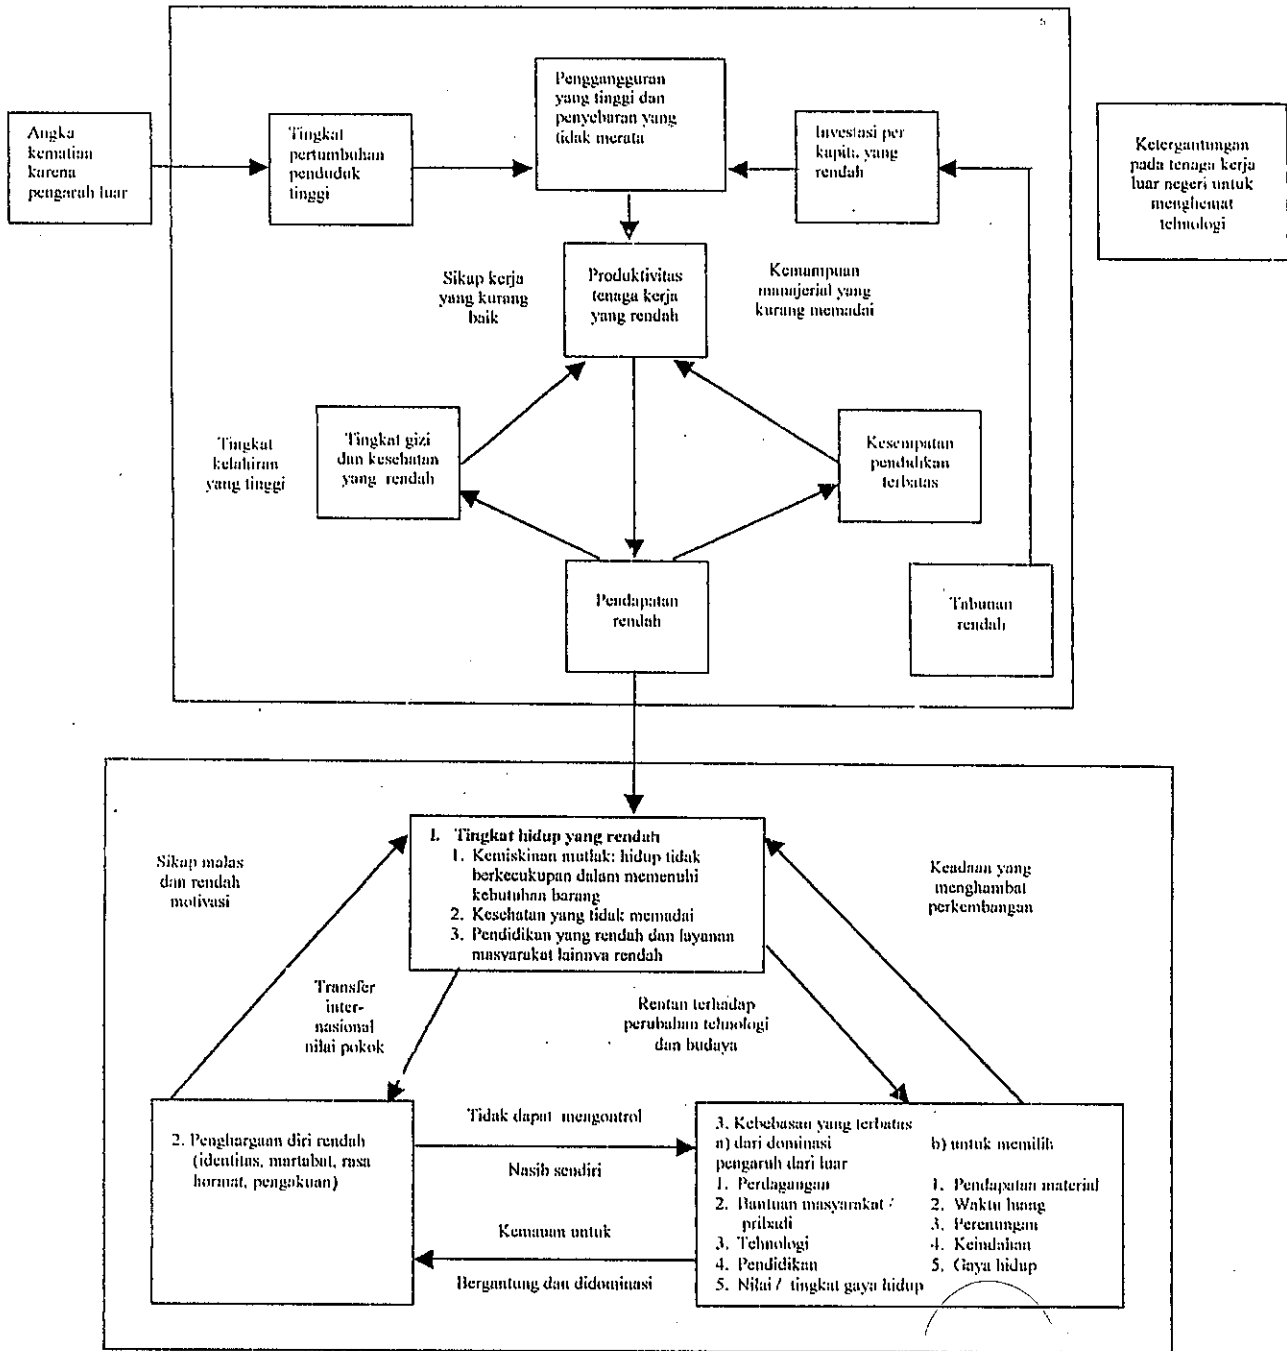 5
Angka
kematian
karena
pengaruh luar
Tingkat
pertumbuhan
penduduk
tinggi
Penggangguran
yang tinggi dan
penyebaran yang
tidak merata
Investasi per
kapita, yang
rendah
Ketergantungan
pada tenaga kerja
luar negeri untuk
menghemat
tehnologi
Sikap kerja
yang kurang
baik
Produktivitas
tenaga kerja
yang rendah
Kemampuan
manajerial yang
kurang memadai
Tingkat
kelahiran
yang tinggi
Tingkat gizi
dan kesehatan
yang rendah
Kesempatan
pendidikan
terbatas
Pendapatan
rendah
Tabunan
rendah
1. Tingkat hidup yang rendah
1. Kemiskinan mutlak: hidup tidak
berkecukupan dalam memenuhi
kebutuhan barang
2. Kesehatan yang tidak memadai
3. Pendidikan yang rendah dan layanan
masyarakat lainnya rendah
Sikap malas
dan rendah
motivasi
Keadaan yang
menghambat
perkembangan
Transfer
inter-
nasional
nilai pokok
Rentan terhadap
perubahan tehnologi
dan budaya
2. Penghargaan diri rendah
(identitas, martabat, rasa
hormat, pengakuan)
Tidak dapat mengontrol
Nasib sendiri
Kemauan untuk
Bergantung dan didominasi
3. Kebebasan yang terbatas
a) dari dominasi
pengaruh dari luar
1. Perdagangan
2. Bantuan masyarakat /
pribadi
3. Tehnologi
4. Pendidikan
5. Nilai / tingkat gaya hidup
b) untuk memilih
1. Pendapatan material
2. Waktu luang
3. Perenungan
4. Keindahan
5. Gaya hidup